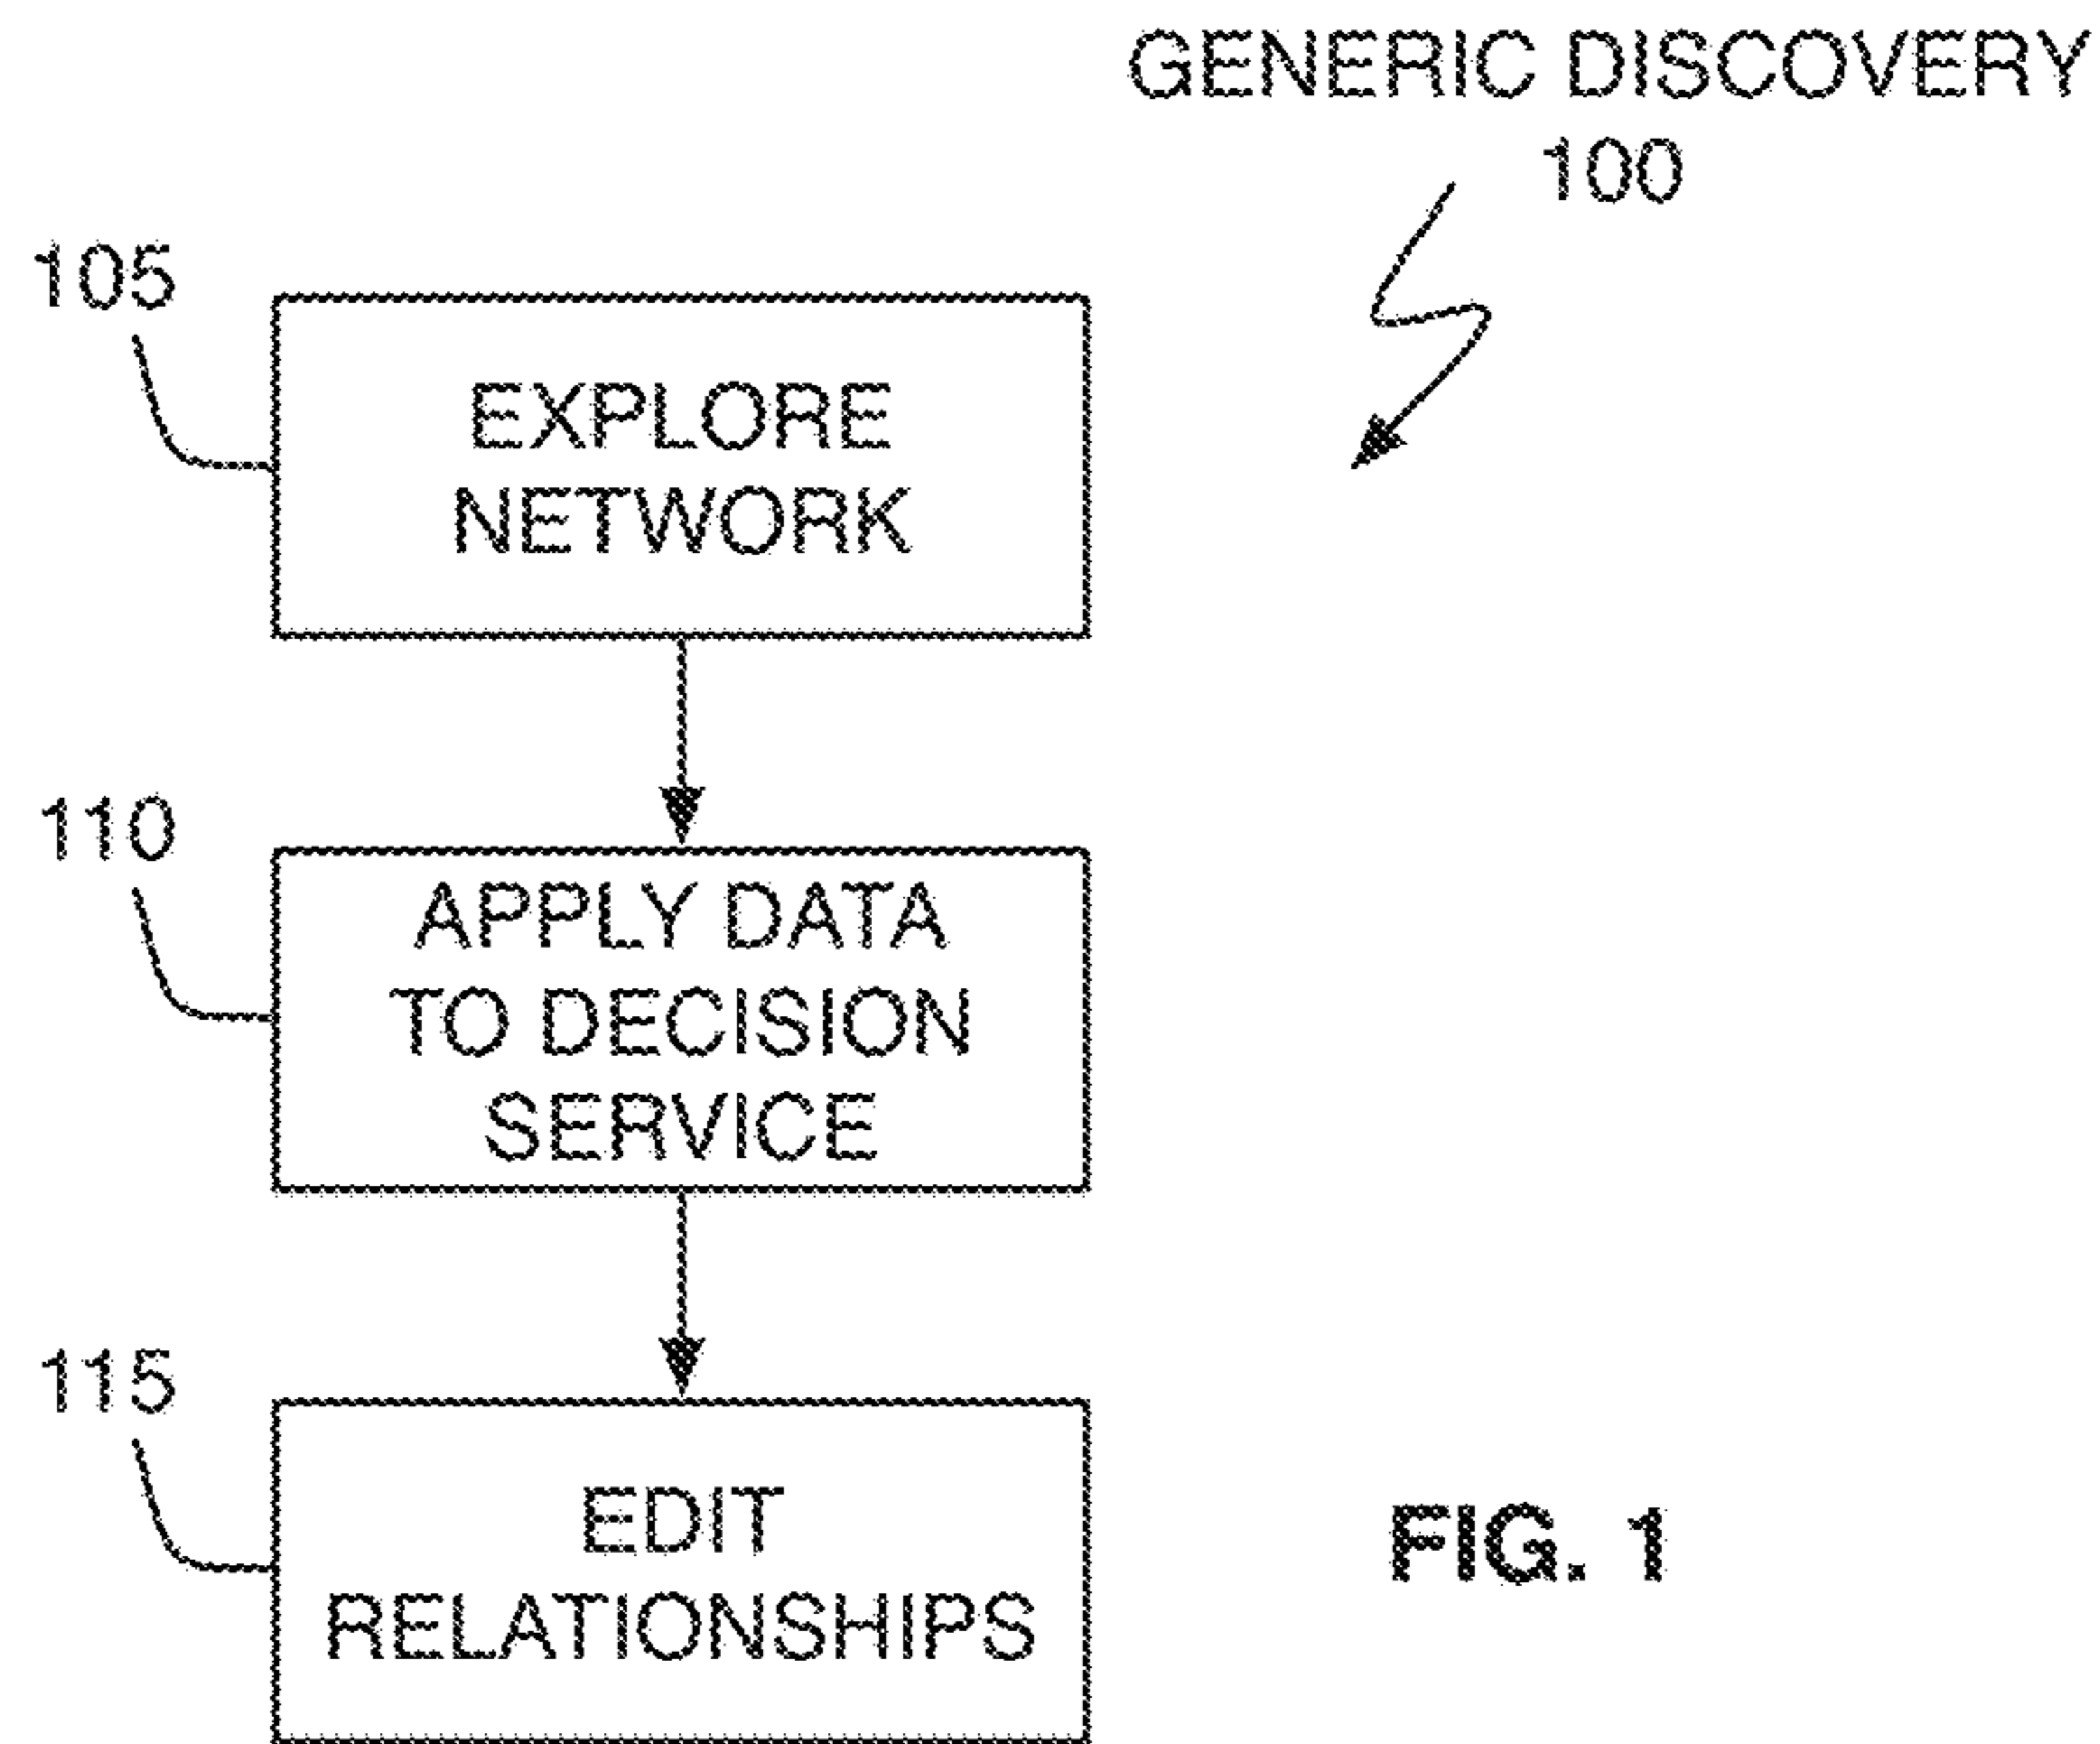 GENERIC DISCOVERY
100
105
EXPLORE
NETWORK
110
APPLY DATA
TO DECISION
SERVICE
115
EDIT
RELATIONSHIPS
FIG. 1